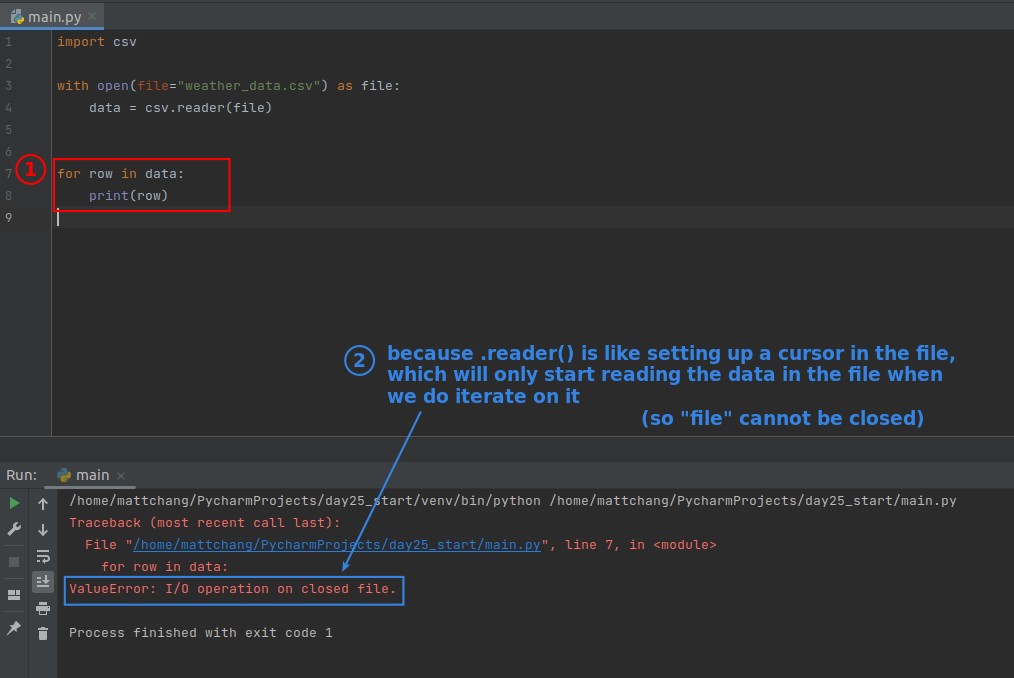 main.py
1 import csv
2
3 with open(file="weather_data.csv") as file:
4     data = csv.reader(file)
5
6
1
7 for row in data:
8     print(row)
9
2 because .reader() is like setting up a cursor in the file,
which will only start reading the data in the file when
we do iterate on it
(so "file" cannot be closed)
Run: main
/home/mattchang/PycharmProjects/day25_start/venv/bin/python /home/mattchang/PycharmProjects/day25_start/main.py
Traceback (most recent call last):
  File "/home/mattchang/PycharmProjects/day25_start/main.py", line 7, in <module>
    for row in data:
ValueError: I/O operation on closed file.
Process finished with exit code 1